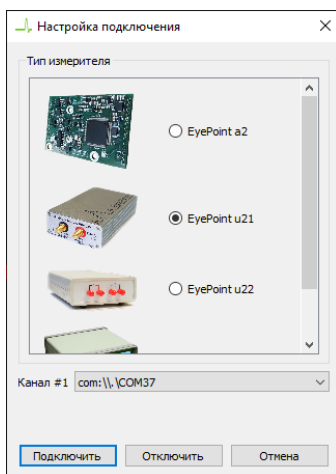 Настройка подключения
Тип измерителя
EyePoint a2
EyePoint u21
EyePoint u22
Канал #1 com:\\.\COM37
Подключить Отключить Отмена